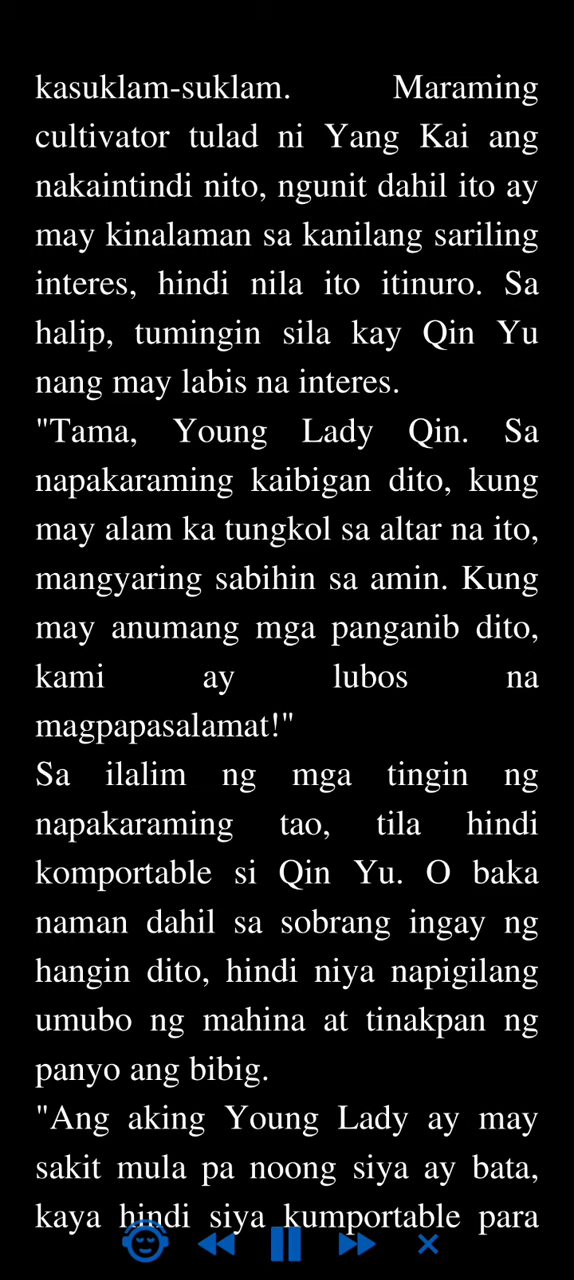 kasuklam-suklam. Maraming
cultivator tulad ni Yang Kai ang
nakaintindi nito, ngunit dahil ito ay
may kinalaman sa kanilang sariling
interes, hindi nila ito itinuro. Sa
halip, tumingin sila kay Qin Yu
nang may labis na interes.
"Tama, Young Lady Qin. Sa
napakaraming kaibigan dito, kung
may alam ka tungkol sa altar na ito,
mangyaring sabihin sa amin. Kung
may anumang mga panganib dito,
kami ay lubos na
magpapasalamat!"
Sa ilalim ng mga tingin ng
napakaraming tao, tila hindi
komportable si Qin Yu. O baka
naman dahil sa sobrang ingay ng
hangin dito, hindi niya napigilang
umubo ng mahina at tinakpan ng
panyo ang bibig.
"Ang aking Young Lady ay may
sakit mula pa noong siya ay bata,
kaya hindi siya kumportable para